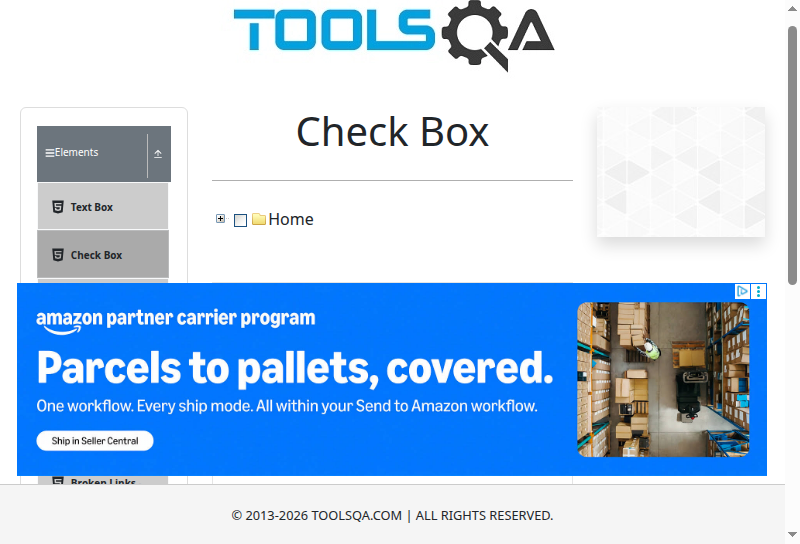 TOOLSQA
Check Box
Elements
Text Box
Check Box
Home
amazon partner carrier program
Parcels to pallets, covered.
One workflow. Every ship mode. All within your Send to Amazon workflow.
Ship in Seller Central
Broken Links
© 2013-2026 TOOLSQA.COM | ALL RIGHTS RESERVED.